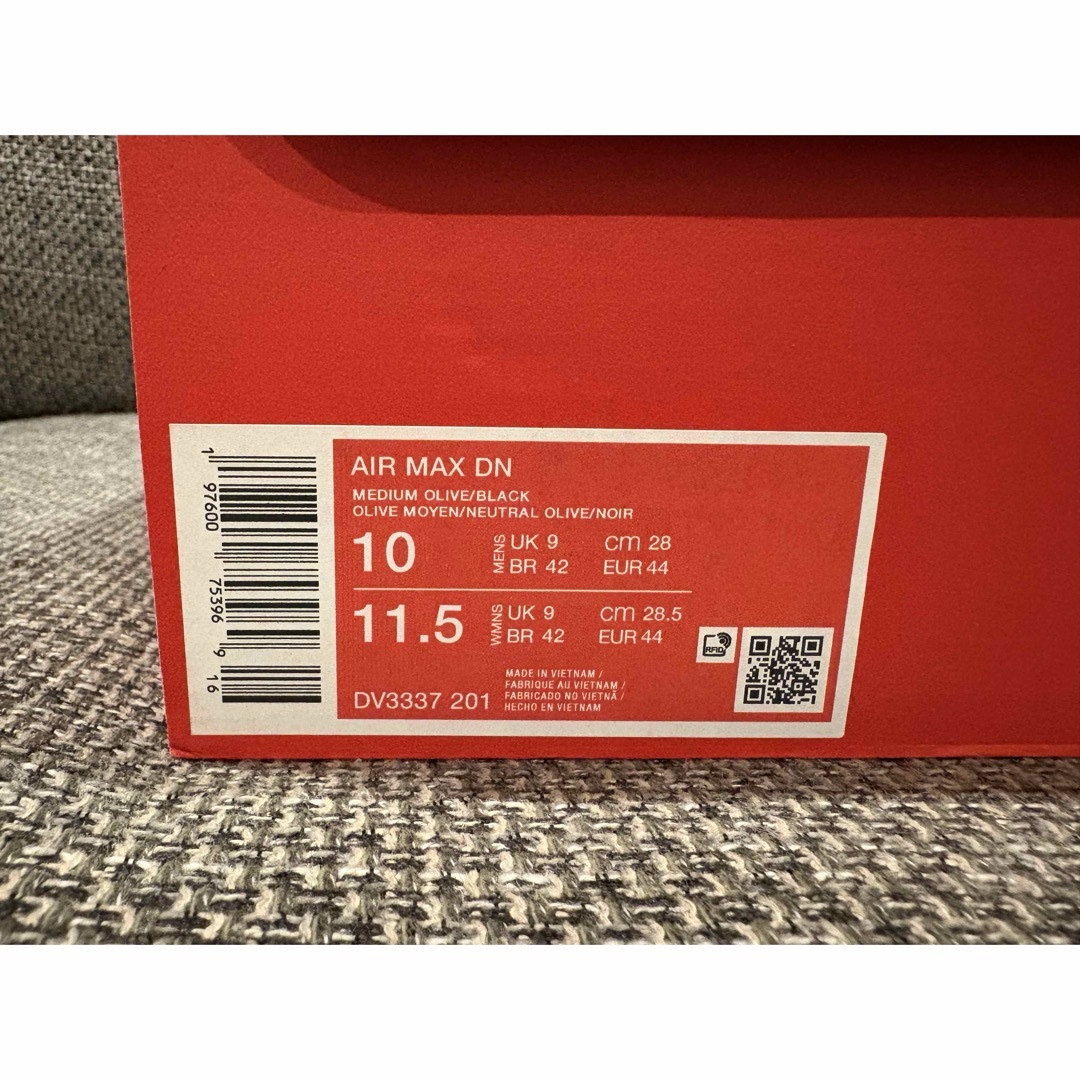 AIR MAX DN
MEDIUM OLIVE/BLACK
OLIVE MOYEN/NEUTRAL OLIVE/NOIR
10 MENS UK 9 cm 28
BR 42 EUR 44
11.5 WMNS UK 9 cm 28.5
BR 42 EUR 44
MADE IN VIETNAM /
FABRIQUE AU VIETNAM /
FABRICADO NO VIETNÃ /
HECHO EN VIETNAM
DV3337 201
RFID
1 97600 75396 9 16